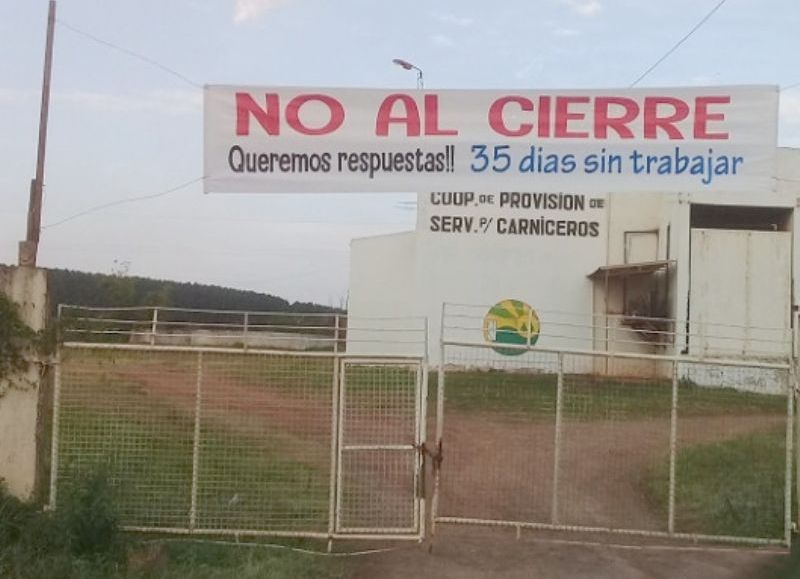 NO AL CIERRE
Queremos respuestas!! 35 dias sin trabajar
COOP. DE PROVISION DE
SERV. P/ CARNICEROS